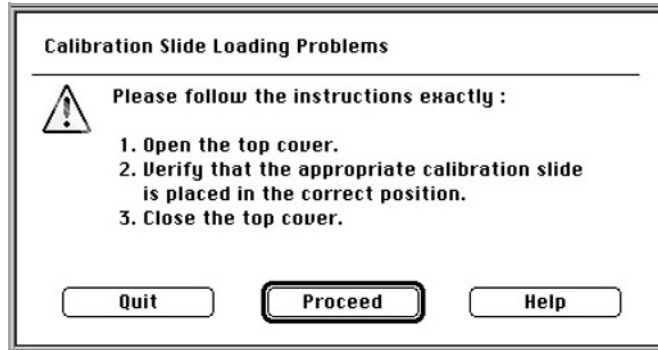 Calibration Slide Loading Problems
Please follow the instructions exactly :
1. Open the top cover.
2. Verify that the appropriate calibration slide
is placed in the correct position.
3. Close the top cover.
Quit Proceed Help